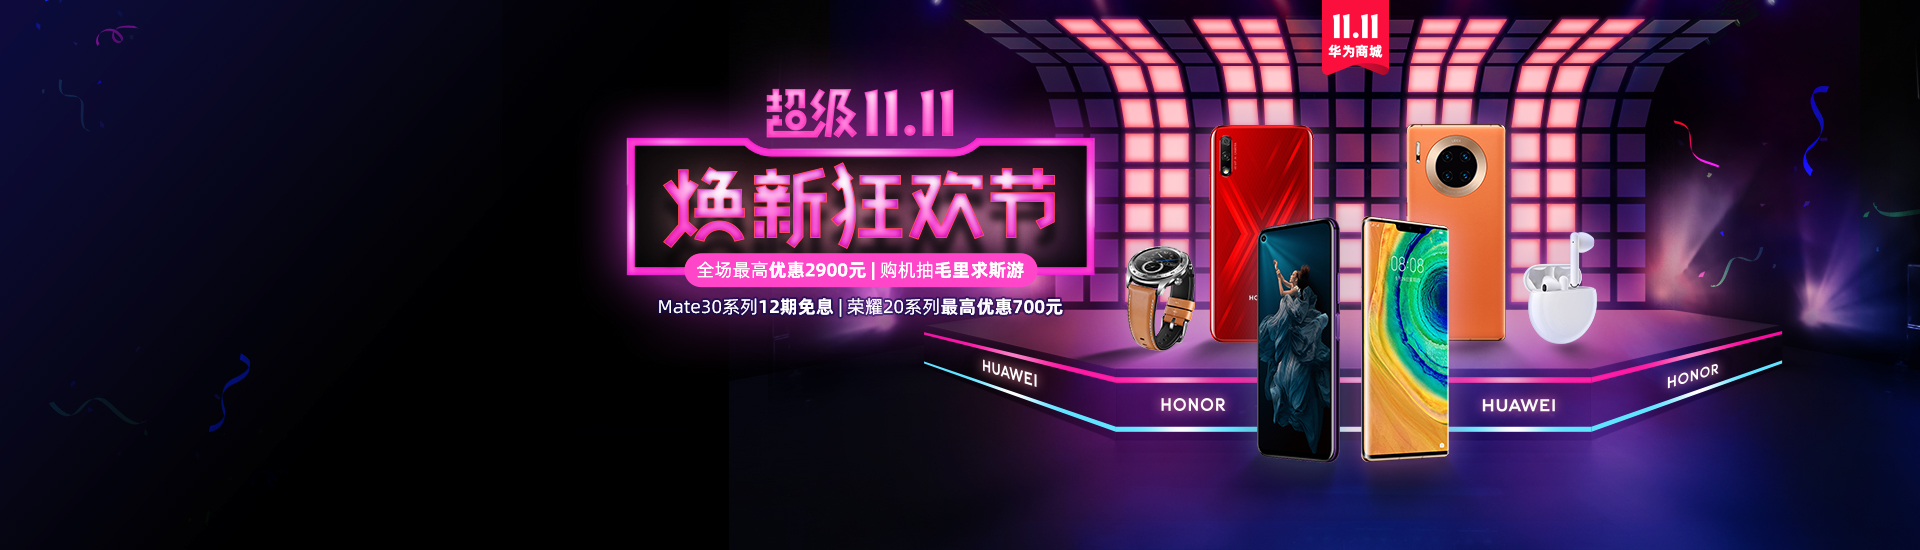 11.11
华为商城
超级11.11
焕新狂欢节
全场最高优惠2900元 | 购机抽毛里求斯游
Mate30系列12期免息 | 荣耀20系列最高优惠700元
08:08
HUAWEI
HONOR
HUAWEI
HONOR